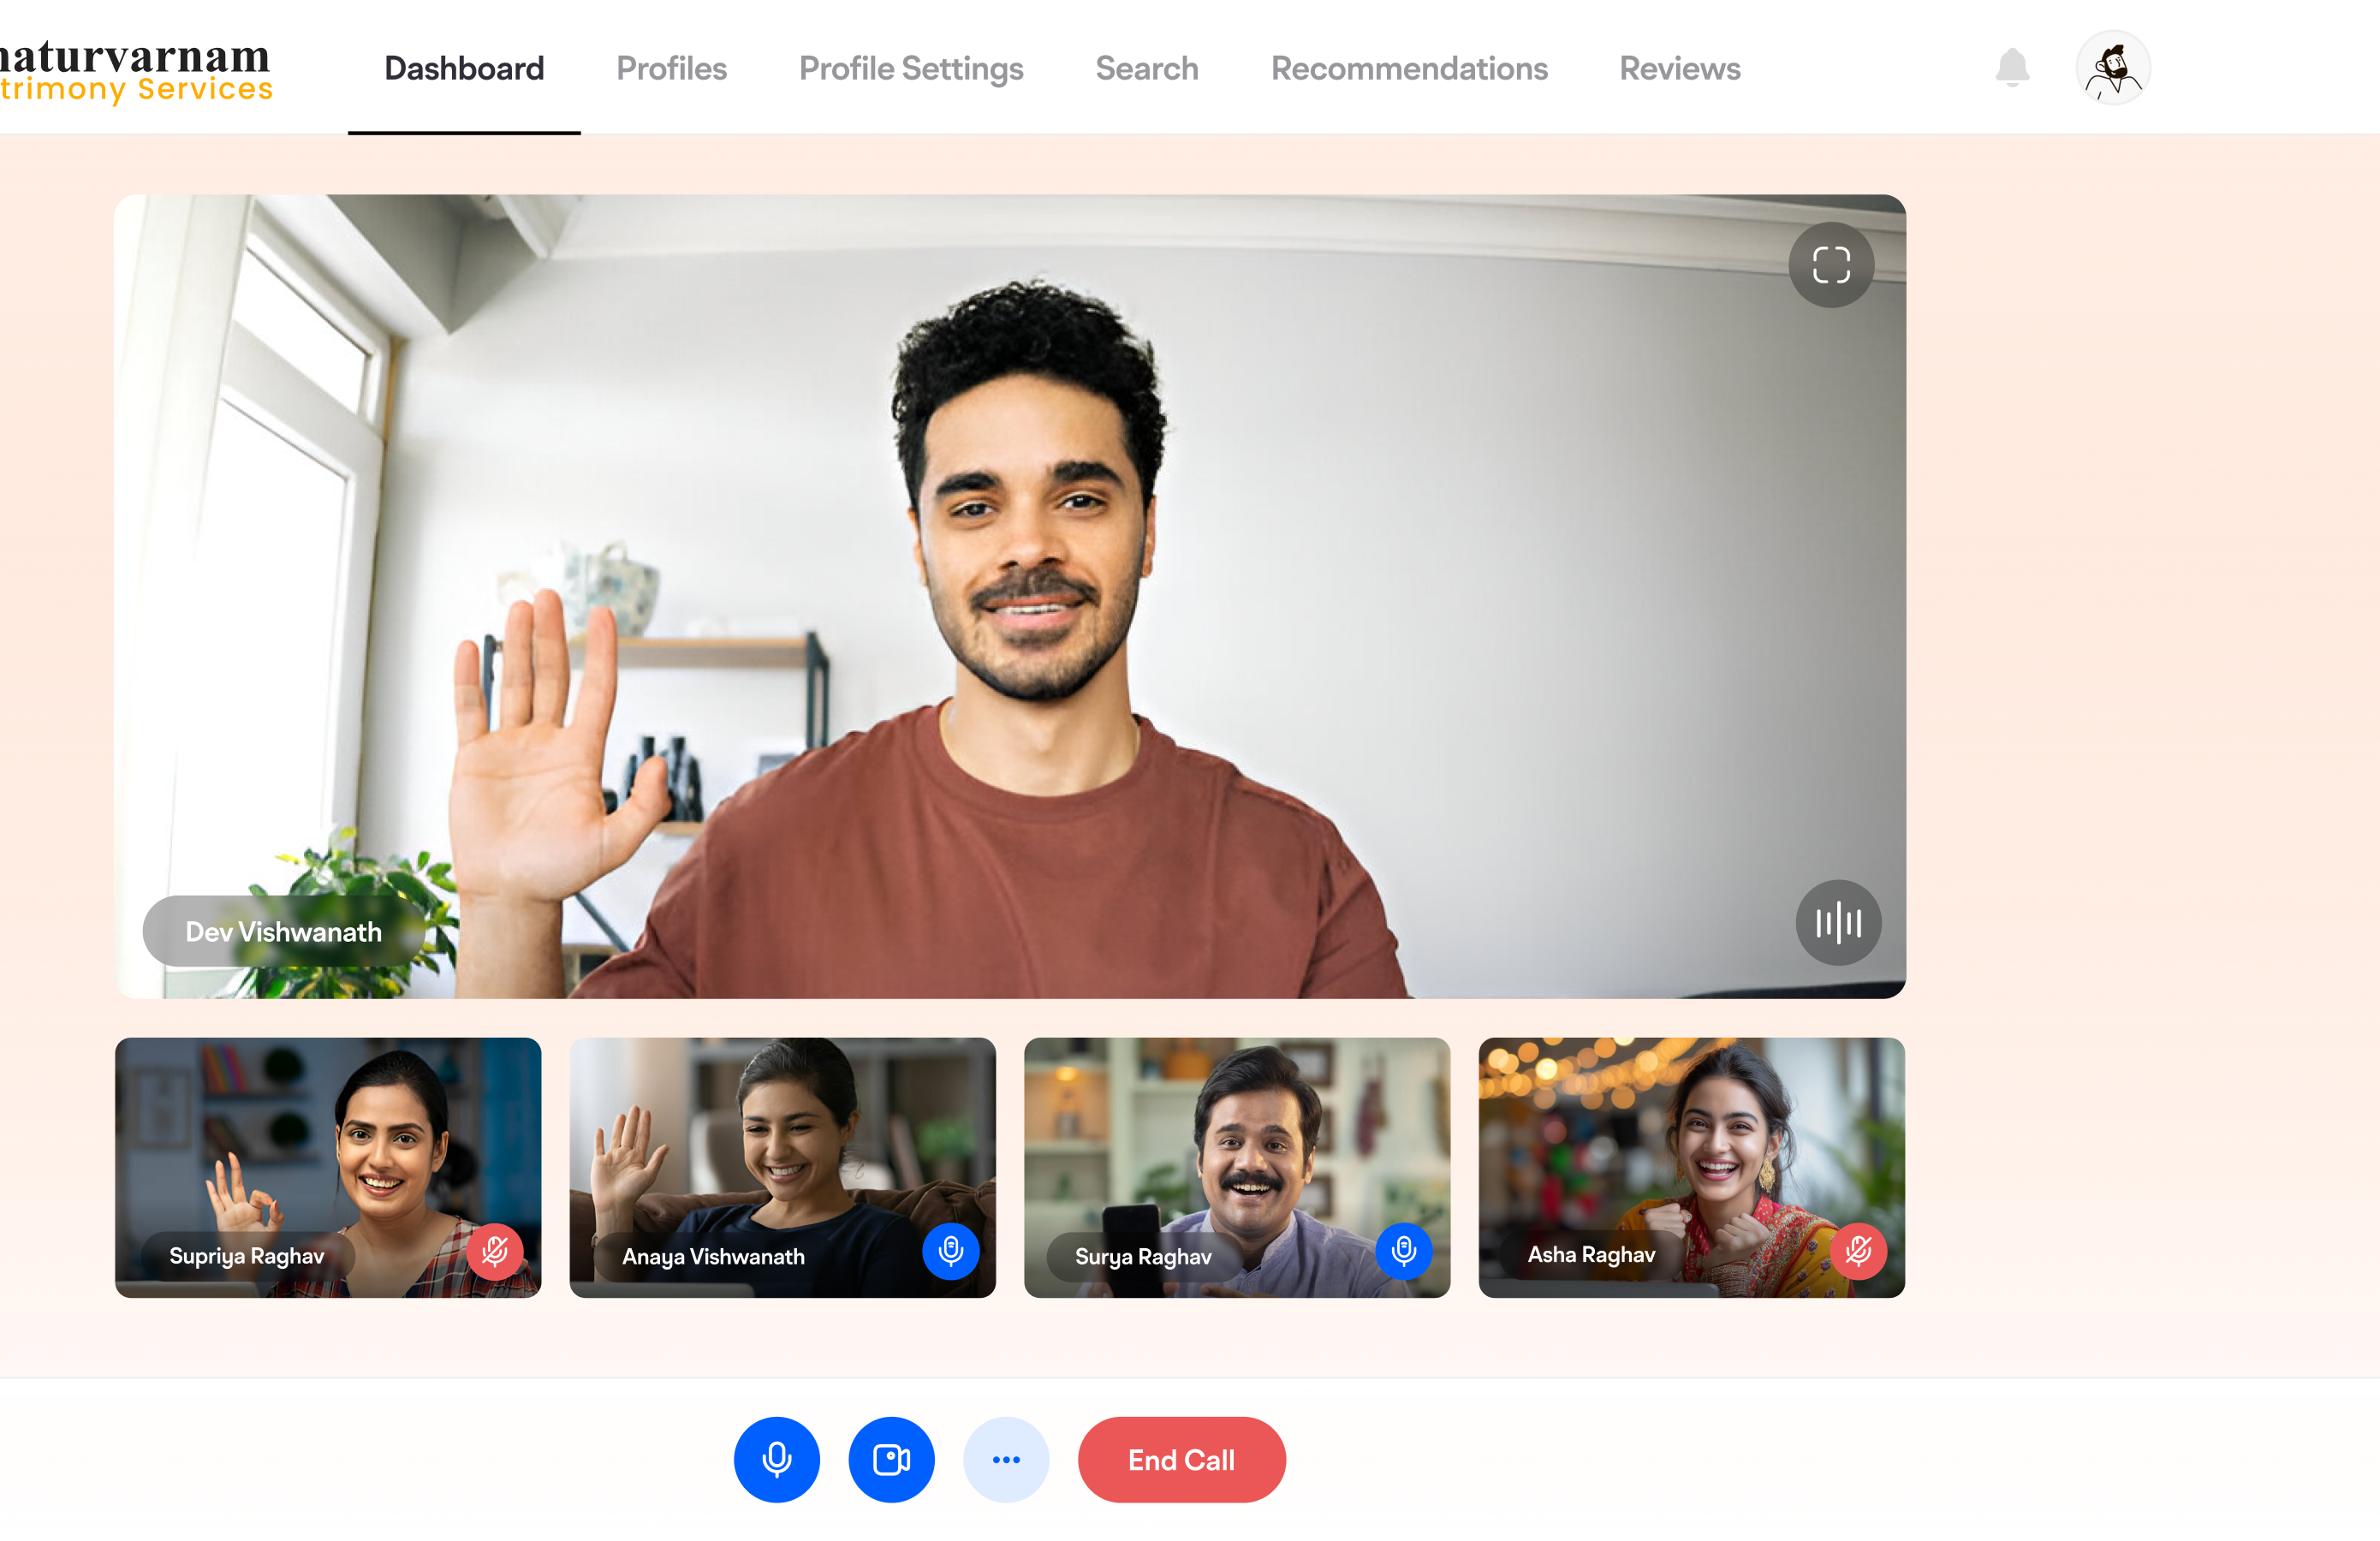 naturvarnam
trimony Services
Dashboard
Profiles
Profile Settings
Search
Recommendations
Reviews
Dev Vishwanath
Supriya Raghav
Anaya Vishwanath
Surya Raghav
Asha Raghav
End Call